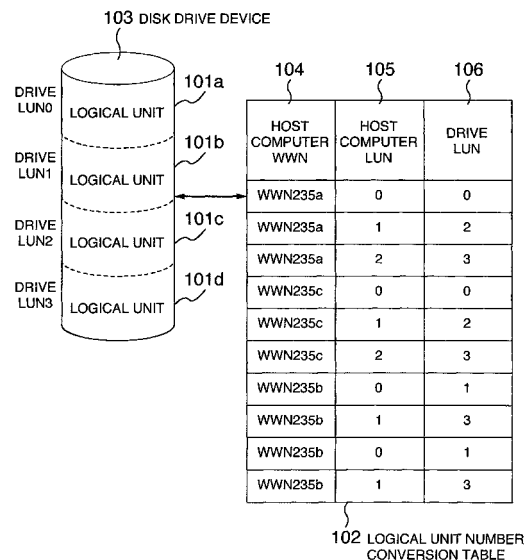 103 DISK DRIVE DEVICE
DRIVE
LUN0
LOGICAL UNIT
101a
DRIVE
LUN1
LOGICAL UNIT
101b
DRIVE
LUN2
LOGICAL UNIT
101c
DRIVE
LUN3
LOGICAL UNIT
101d
104 105 106
HOST
COMPUTER
WWN
HOST
COMPUTER
LUN
DRIVE
LUN
WWN235a 0 0
WWN235a 1 2
WWN235a 2 3
WWN235c 0 0
WWN235c 1 2
WWN235c 2 3
WWN235b 0 1
WWN235b 1 3
WWN235b 0 1
WWN235b 1 3
102 LOGICAL UNIT NUMBER
CONVERSION TABLE